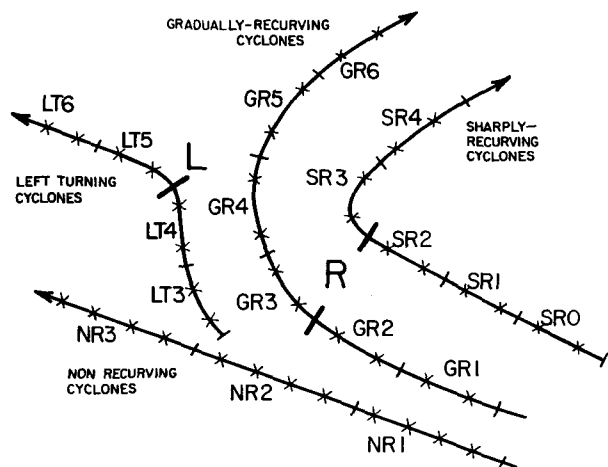 GRADUALLY-RECURVING
CYCLONES
GR6
GR5
LT6
LT5
L
SR4
SHARPLY-
RECURVING
CYCLONES
LEFT TURNING
CYCLONES
SR3
GR4
LT4
SR2
R
LT3
GR3
SR1
NR3
GR2
SR0
NON RECURVING
CYCLONES
GR1
NR2
NR1